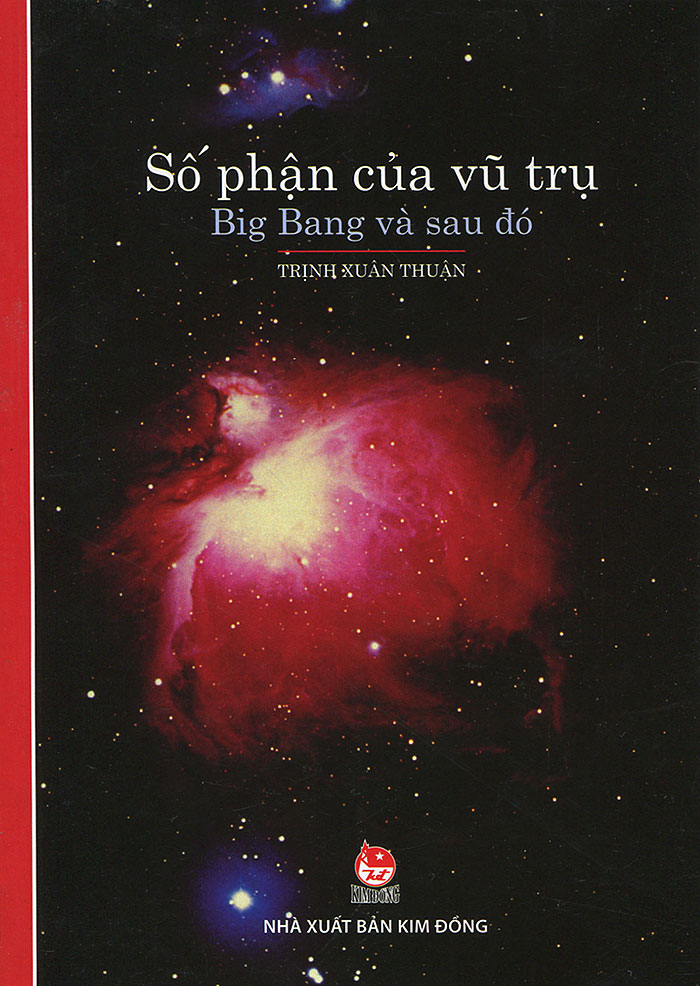 Số phận của vũ trụ
Big Bang và sau đó
TRỊNH XUÂN THUẬN
kđ
KIM ĐỒNG
NHÀ XUẤT BẢN KIM ĐỒNG